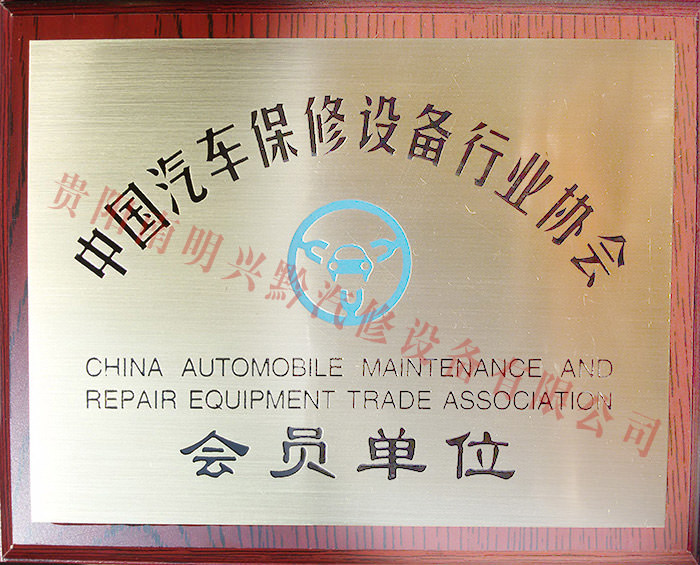 中国汽车保修设备行业协会
CHINA AUTOMOBILE MAINTENANCE AND
REPAIR EQUIPMENT TRADE ASSOCIATION
会员单位
贵阳南明兴黔汽修设备有限公司